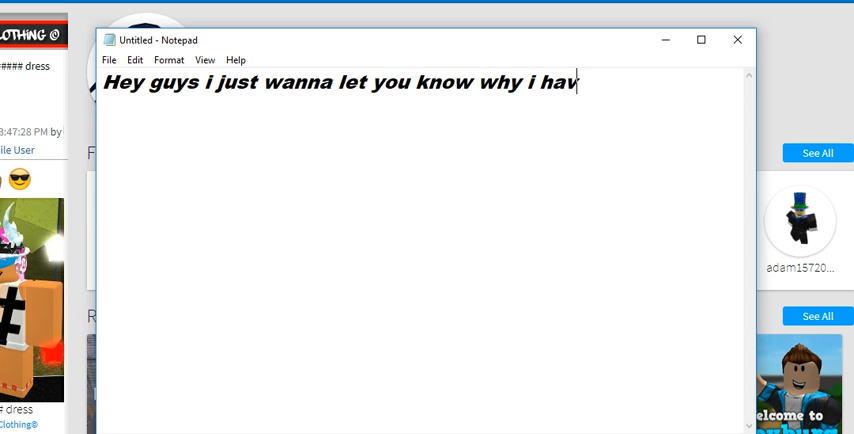 LOTHING ©
##### dress
3:47:28 PM by
ile User
Untitled - Notepad
File Edit Format View Help
Hey guys i just wanna let you know why i hav
F
See All
adam15720...
R
See All
# dress
Clothing©
elcome to